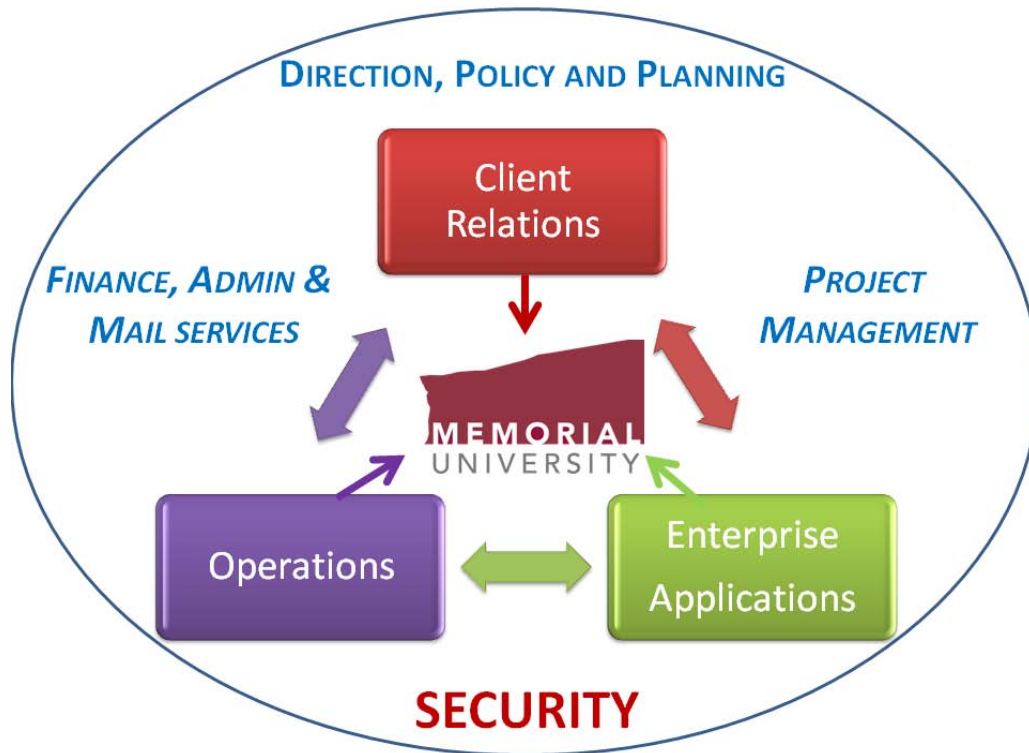 DIRECTION, POLICY AND PLANNING
Client
Relations
FINANCE, ADMIN &
MAIL SERVICES
PROJECT
MANAGEMENT
MEMORIAL
UNIVERSITY
Operations
Enterprise
Applications
SECURITY